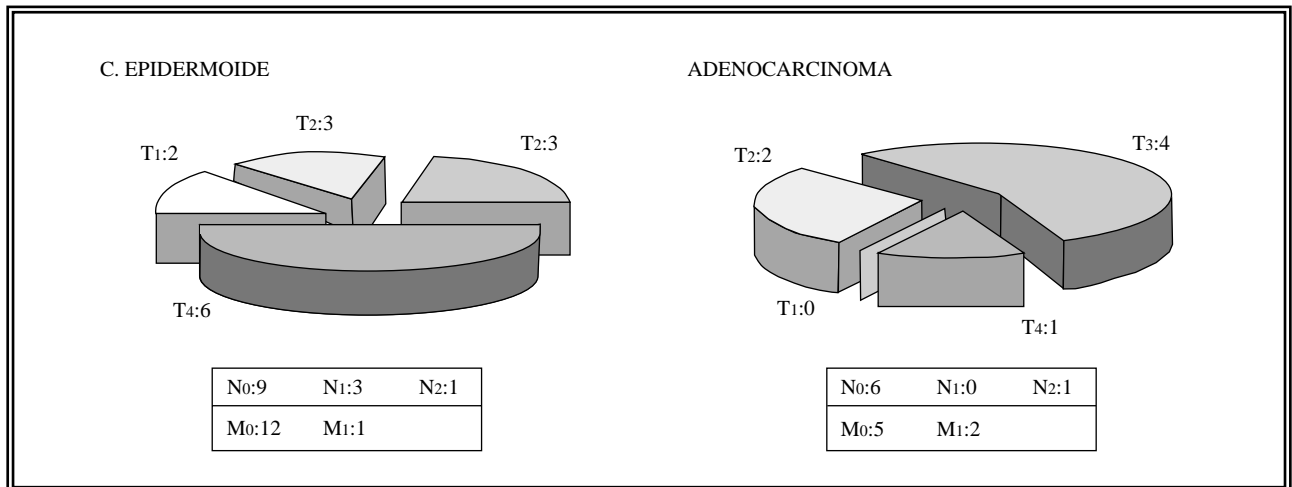 C. EPIDERMOIDE
T2:3
T2:3
T1:2
T4:6
N0:9 N1:3 N2:1
M0:12 M1:1
ADENOCARCINOMA
T3:4
T2:2
T1:0
T4:1
N0:6 N1:0 N2:1
M0:5 M1:2